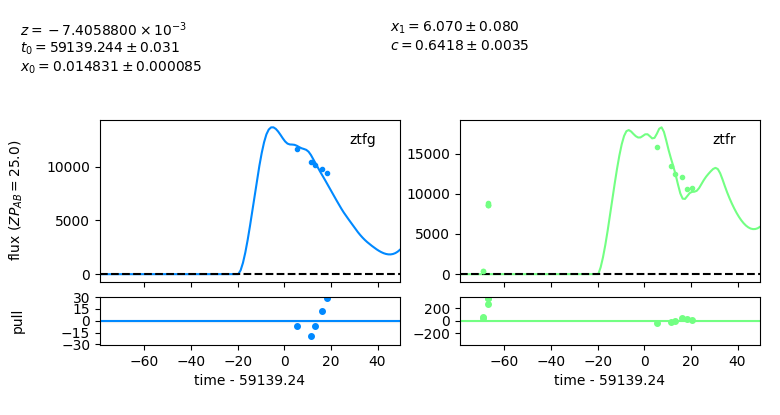 z = −7.4058800 × 10⁻³
t₀ = 59139.244 ± 0.031
x₀ = 0.014831 ± 0.000085
x₁ = 6.070 ± 0.080
c = 0.6418 ± 0.0035
flux (ZP_AB = 25.0)
ztfg
10000
5000
0
ztfr
15000
10000
5000
0
pull
30
15
0
−15
−30
200
0
−200
−60 −40 −20 0 20 40
−60 −40 −20 0 20 40
time - 59139.24
time - 59139.24